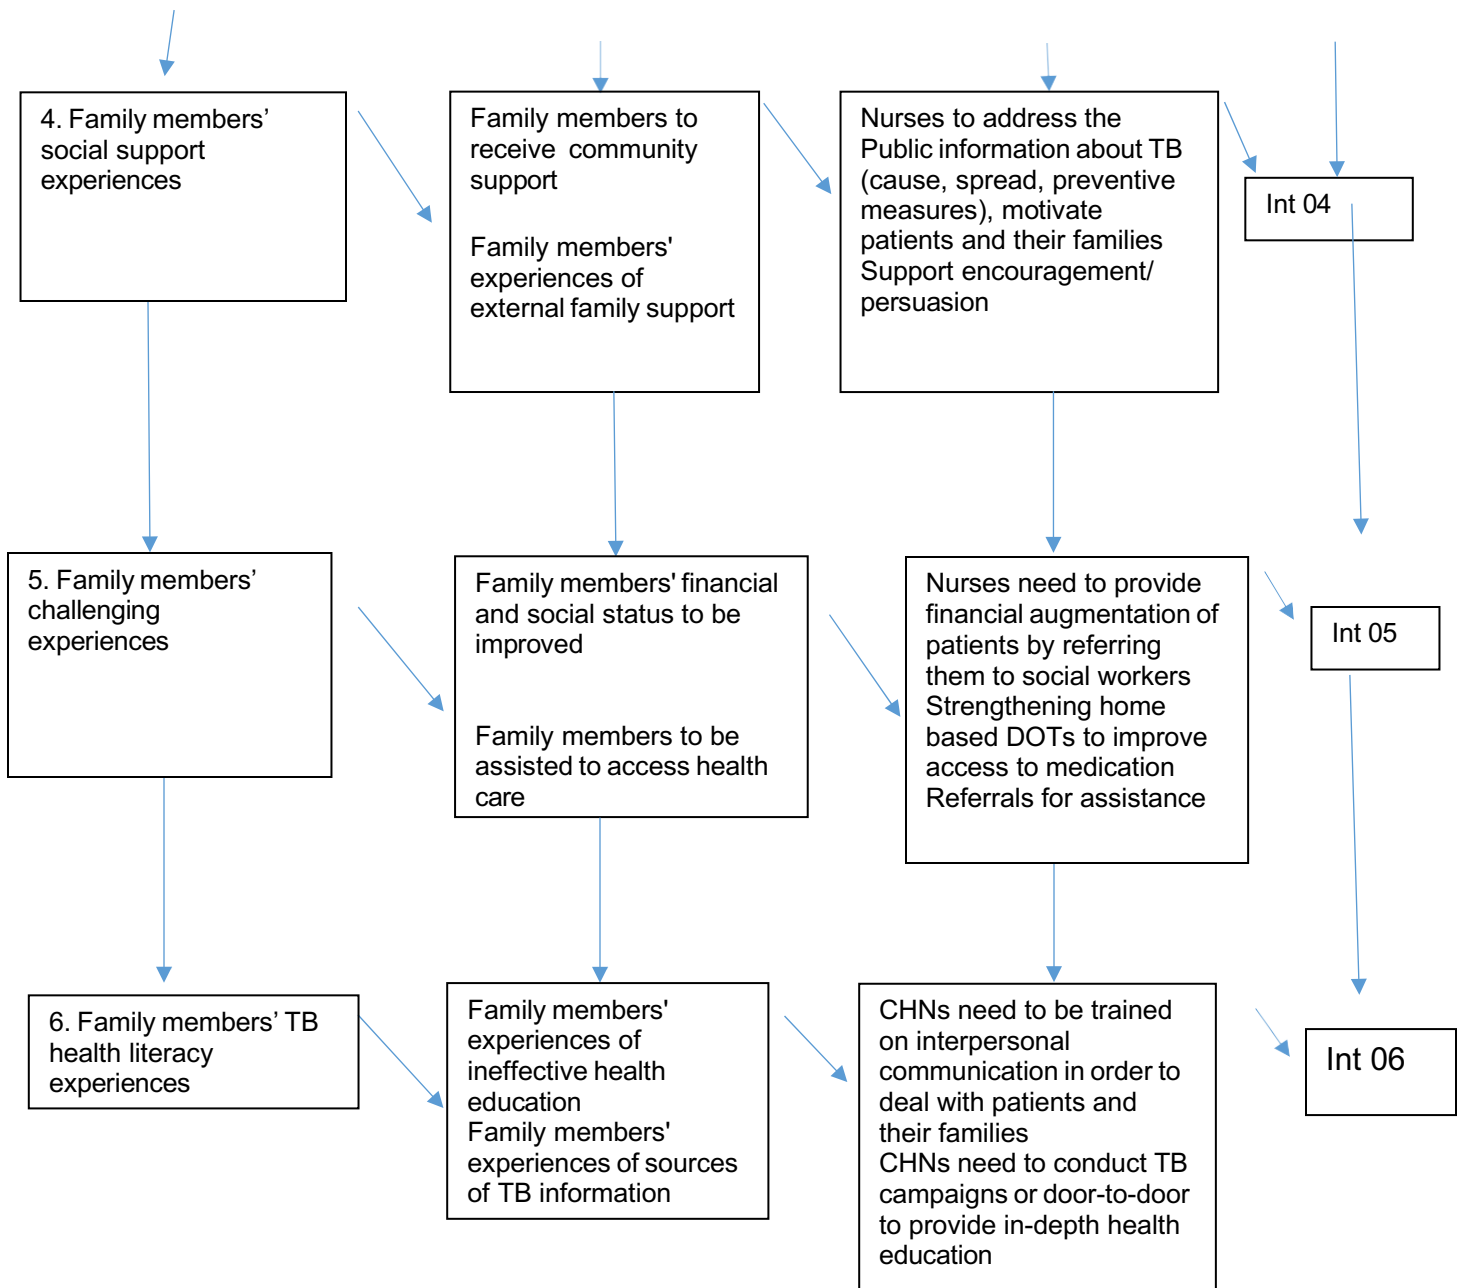 4. Family members’
social support
experiences
Family members to
receive community
support
Family members'
experiences of
external family support
Nurses to address the
Public information about TB
(cause, spread, preventive
measures), motivate
patients and their families
Support encouragement/
persuasion
Int 04
5. Family members’
challenging
experiences
Family members' financial
and social status to be
improved
Family members to be
assisted to access health
care
Nurses need to provide
financial augmentation of
patients by referring
them to social workers
Strengthening home
based DOTs to improve
access to medication
Referrals for assistance
Int 05
6. Family members’ TB
health literacy
experiences
Family members'
experiences of
ineffective health
education
Family members'
experiences of sources
of TB information
CHNs need to be trained
on interpersonal
communication in order to
deal with patients and
their families
CHNs need to conduct TB
campaigns or door-to-door
to provide in-depth health
education
Int 06